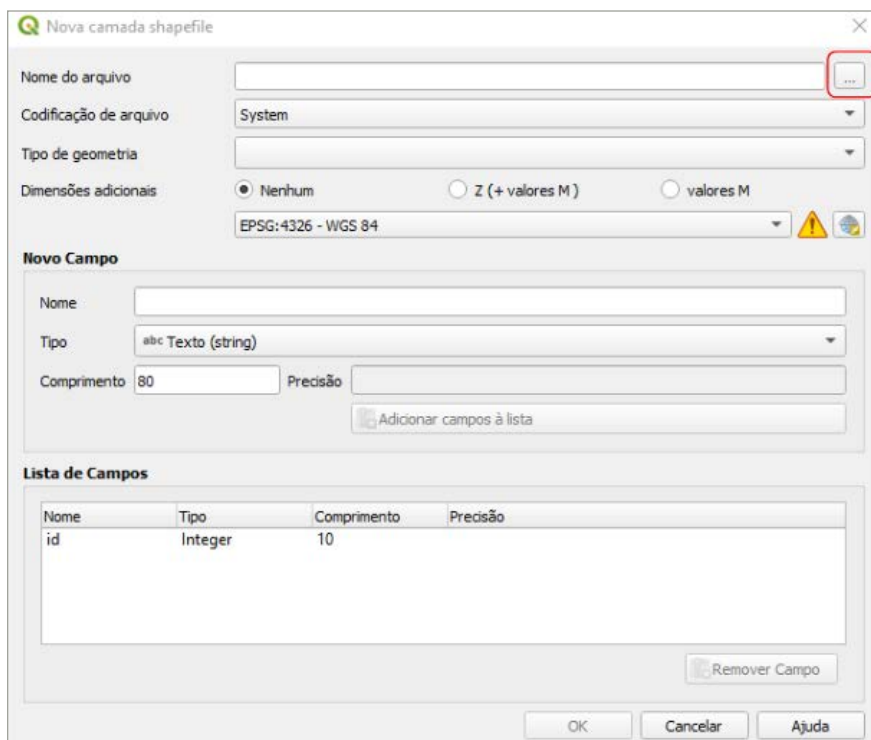 Nova camada shapefile
Nome do arquivo ...
Codificação de arquivo System
Tipo de geometria
Dimensões adicionais Nenhum Z (+ valores M ) valores M
EPSG:4326 - WGS 84
Novo Campo
Nome
Tipo abc Texto (string)
Comprimento 80 Precisão
Adicionar campos à lista
Lista de Campos
Nome Tipo Comprimento Precisão
id Integer 10
Remover Campo
OK Cancelar Ajuda